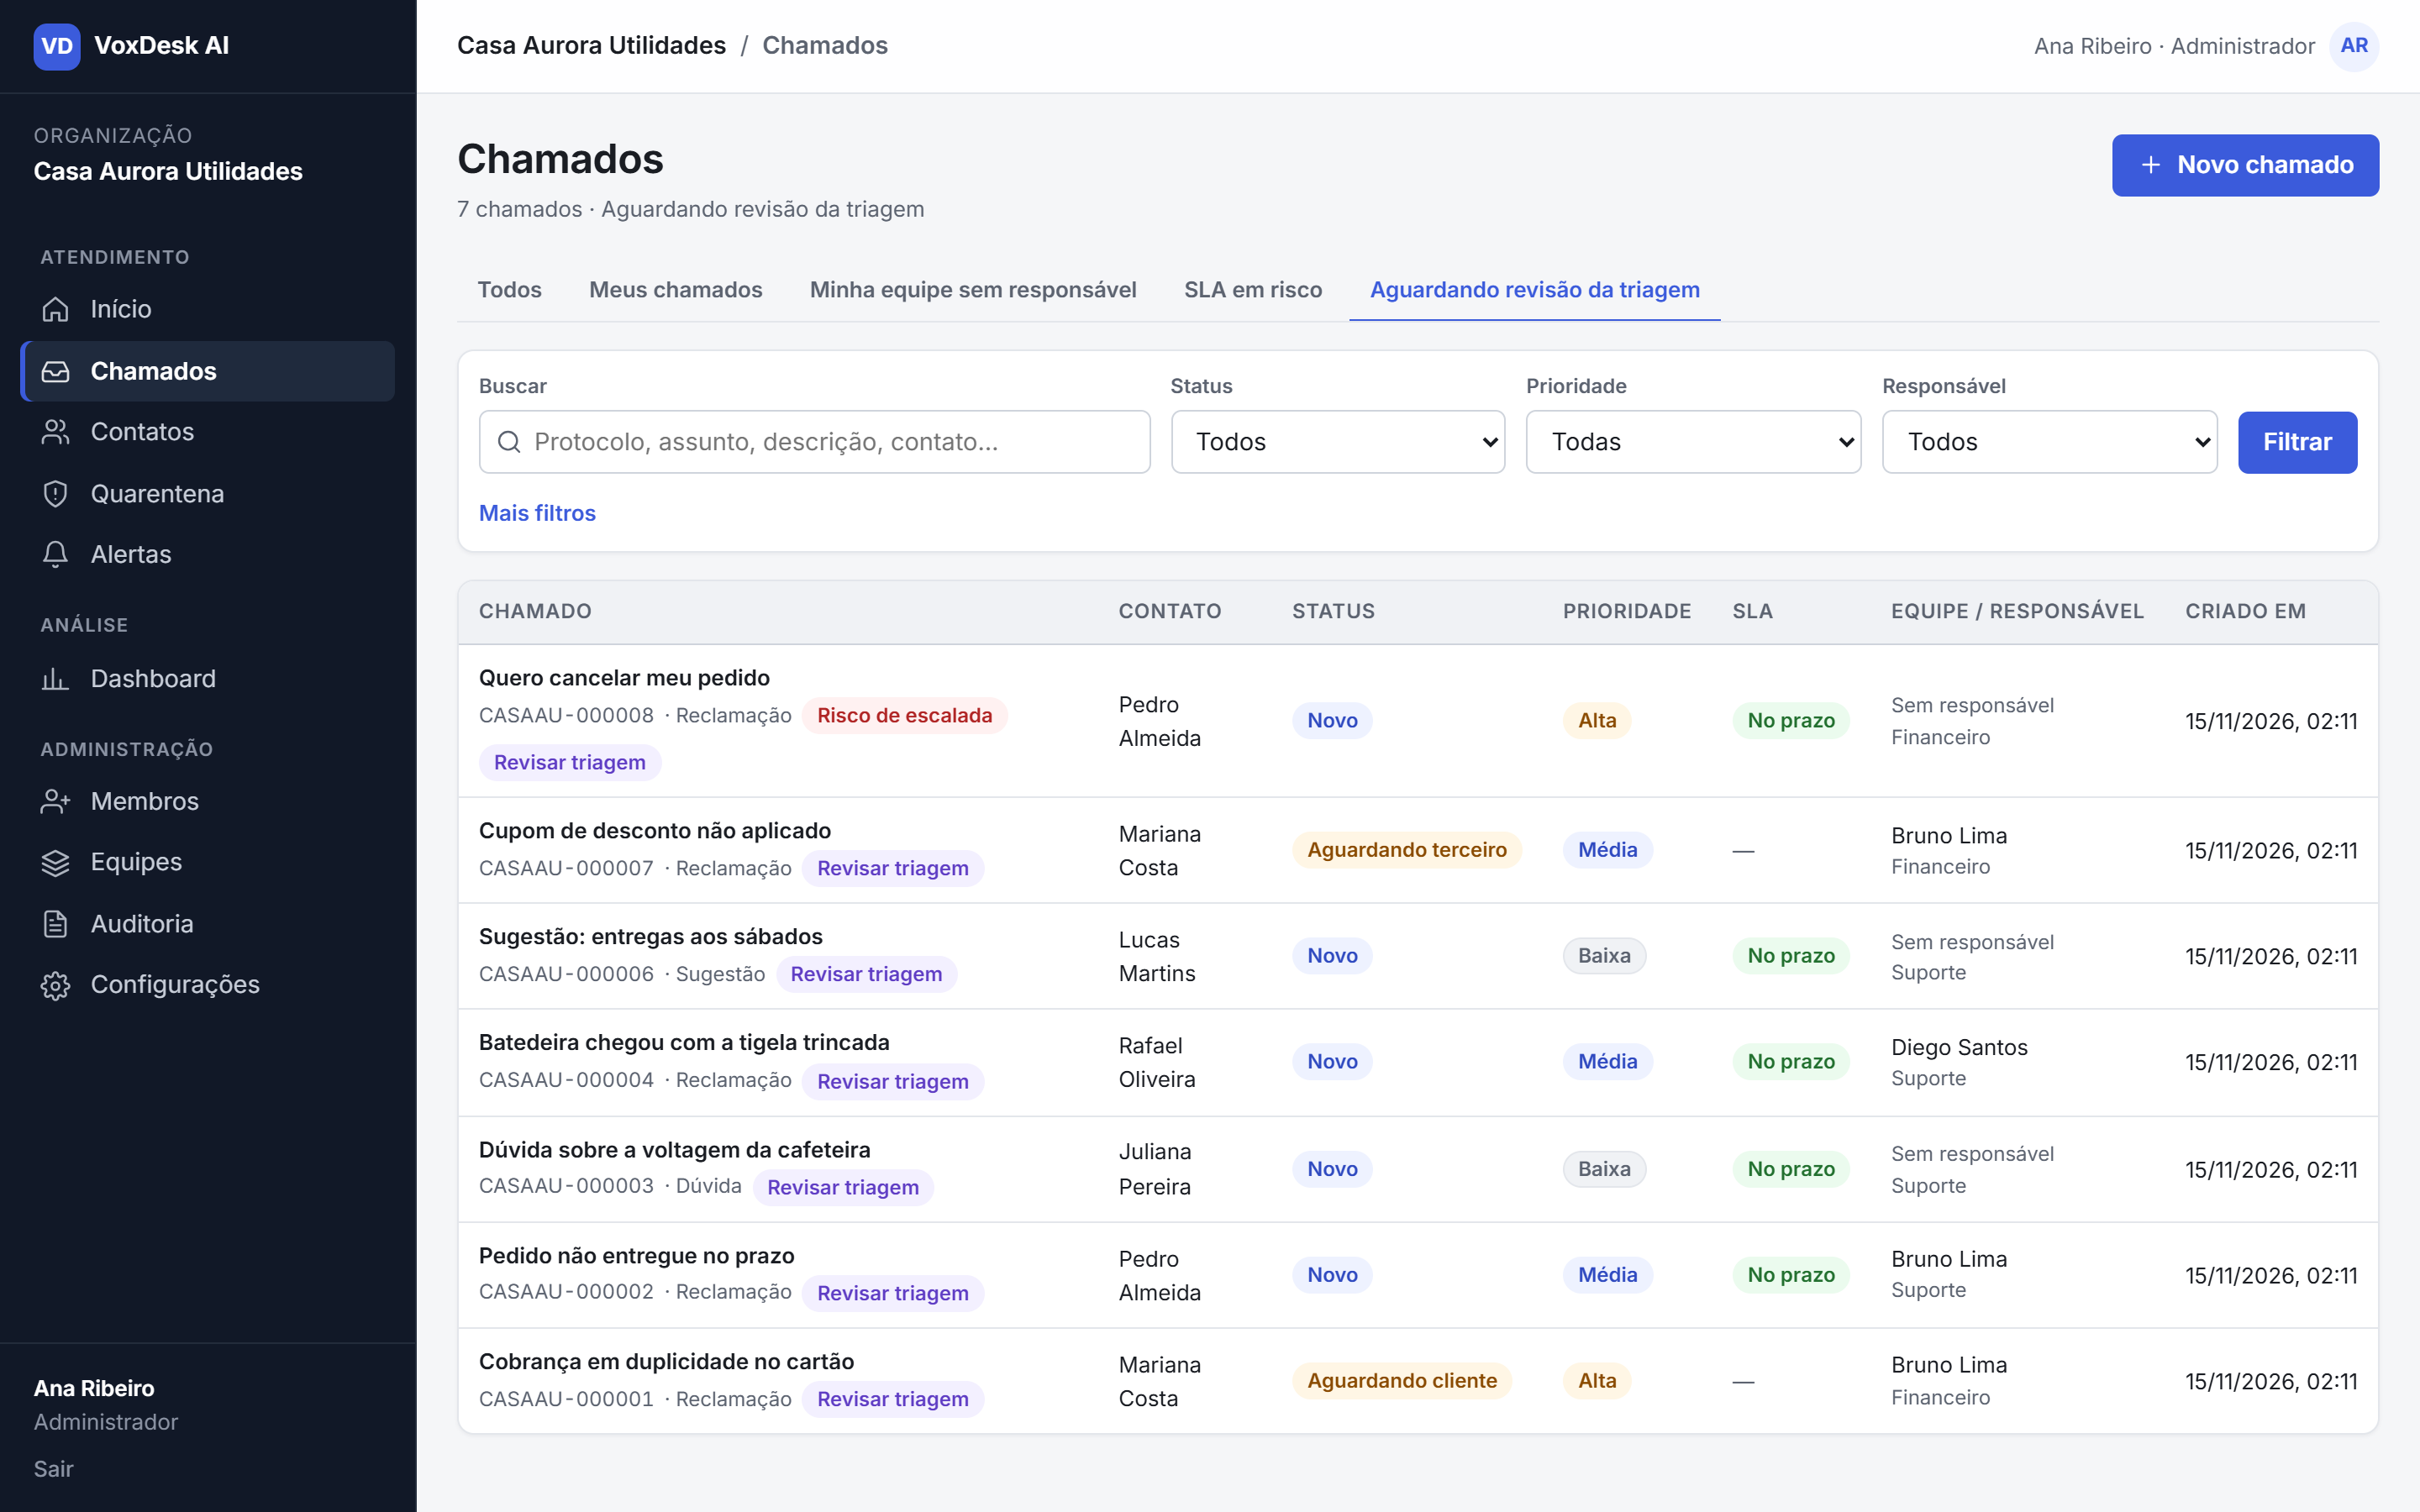 VD VoxDesk AI
ORGANIZAÇÃO
Casa Aurora Utilidades
ATENDIMENTO
Início
Chamados
Contatos
Quarentena
Alertas
ANÁLISE
Dashboard
ADMINISTRAÇÃO
Membros
Equipes
Auditoria
Configurações
Ana Ribeiro
Administrador
Sair
Casa Aurora Utilidades / Chamados
Ana Ribeiro · Administrador AR
Chamados
7 chamados · Aguardando revisão da triagem
+ Novo chamado
Todos Meus chamados Minha equipe sem responsável SLA em risco Aguardando revisão da triagem
Buscar Status Prioridade Responsável
Protocolo, assunto, descrição, contato... Todos Todas Todos Filtrar
Mais filtros
CHAMADO CONTATO STATUS PRIORIDADE SLA EQUIPE / RESPONSÁVEL CRIADO EM
Quero cancelar meu pedido
CASAAU-000008 · Reclamação Risco de escalada
Revisar triagem
Pedro
Almeida
Novo Alta No prazo
Sem responsável
Financeiro
15/11/2026, 02:11
Cupom de desconto não aplicado
CASAAU-000007 · Reclamação Revisar triagem
Mariana
Costa
Aguardando terceiro Média —
Bruno Lima
Financeiro
15/11/2026, 02:11
Sugestão: entregas aos sábados
CASAAU-000006 · Sugestão Revisar triagem
Lucas
Martins
Novo Baixa No prazo
Sem responsável
Suporte
15/11/2026, 02:11
Batedeira chegou com a tigela trincada
CASAAU-000004 · Reclamação Revisar triagem
Rafael
Oliveira
Novo Média No prazo
Diego Santos
Suporte
15/11/2026, 02:11
Dúvida sobre a voltagem da cafeteira
CASAAU-000003 · Dúvida Revisar triagem
Juliana
Pereira
Novo Baixa No prazo
Sem responsável
Suporte
15/11/2026, 02:11
Pedido não entregue no prazo
CASAAU-000002 · Reclamação Revisar triagem
Pedro
Almeida
Novo Média No prazo
Bruno Lima
Suporte
15/11/2026, 02:11
Cobrança em duplicidade no cartão
CASAAU-000001 · Reclamação Revisar triagem
Mariana
Costa
Aguardando cliente Alta —
Bruno Lima
Financeiro
15/11/2026, 02:11